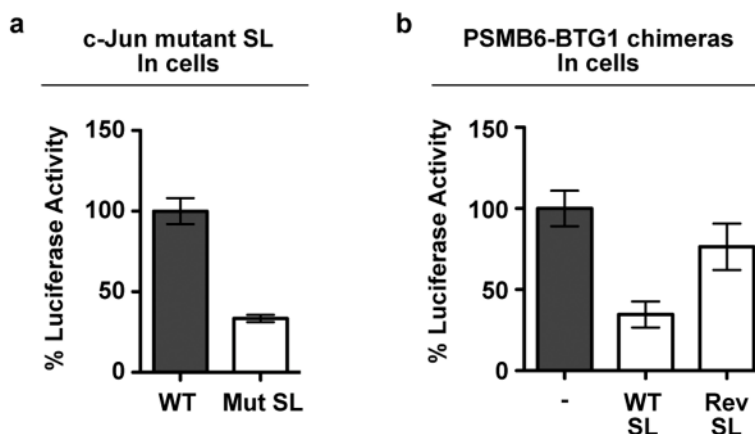 a
c-Jun mutant SL
In cells
% Luciferase Activity
150
100
50
0
WT
Mut SL
b
PSMB6-BTG1 chimeras
In cells
% Luciferase Activity
150
100
50
0
-
WT
SL
Rev
SL